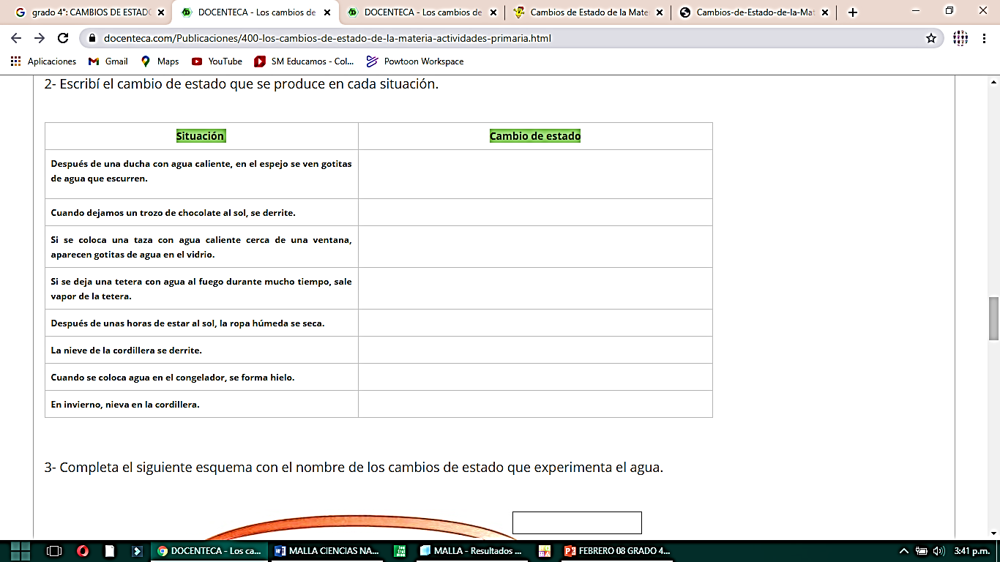 grado 4°: CAMBIOS DE ESTADO
DOCENTECA - Los cambios de
DOCENTECA - Los cambios de
Cambios de Estado de la Mate
Cambios-de-Estado-de-la-Mat
docenteca.com/Publicaciones/400-los-cambios-de-estado-de-la-materia-actividades-primaria.html
Aplicaciones
Gmail
Maps
YouTube
SM Educamos - Col...
Powtoon Workspace
2- Escribí el cambio de estado que se produce en cada situación.
Situación
Cambio de estado
Después de una ducha con agua caliente, en el espejo se ven gotitas
de agua que escurren.
Cuando dejamos un trozo de chocolate al sol, se derrite.
Si se coloca una taza con agua caliente cerca de una ventana,
aparecen gotitas de agua en el vidrio.
Si se deja una tetera con agua al fuego durante mucho tiempo, sale
vapor de la tetera.
Después de unas horas de estar al sol, la ropa húmeda se seca.
La nieve de la cordillera se derrite.
Cuando se coloca agua en el congelador, se forma hielo.
En invierno, nieva en la cordillera.
3- Completa el siguiente esquema con el nombre de los cambios de estado que experimenta el agua.
DOCENTECA - Los ca...
MALLA CIENCIAS NA...
MALLA - Resultados ...
FEBRERO 08 GRADO 4...
3:41 p.m.